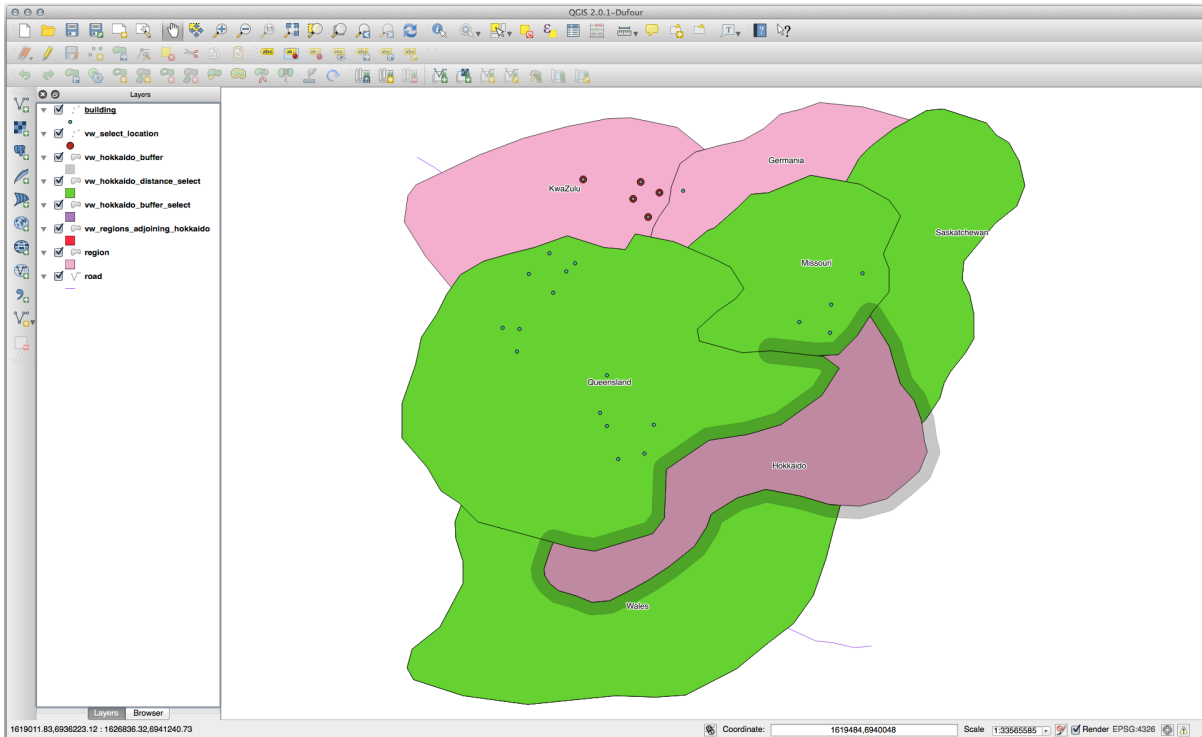 QGIS 2.0.1-Dufour
Layers
building
vw_select_location
vw_hokkaido_buffer
vw_hokkaido_distance_select
vw_hokkaido_buffer_select
vw_regions_adjoining_hokkaido
region
road
Germania
KwaZulu
Saskatchewan
Missouri
Queensland
Hokkaido
Wales
Layers Browser
1619011.83,6936223.12 : 1626836.32,6941240.73 Coordinate: 1619484,6940048 Scale 1:33565585 Render EPSG:4326